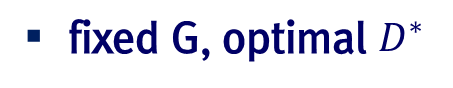 ▪ fixed G, optimal D*